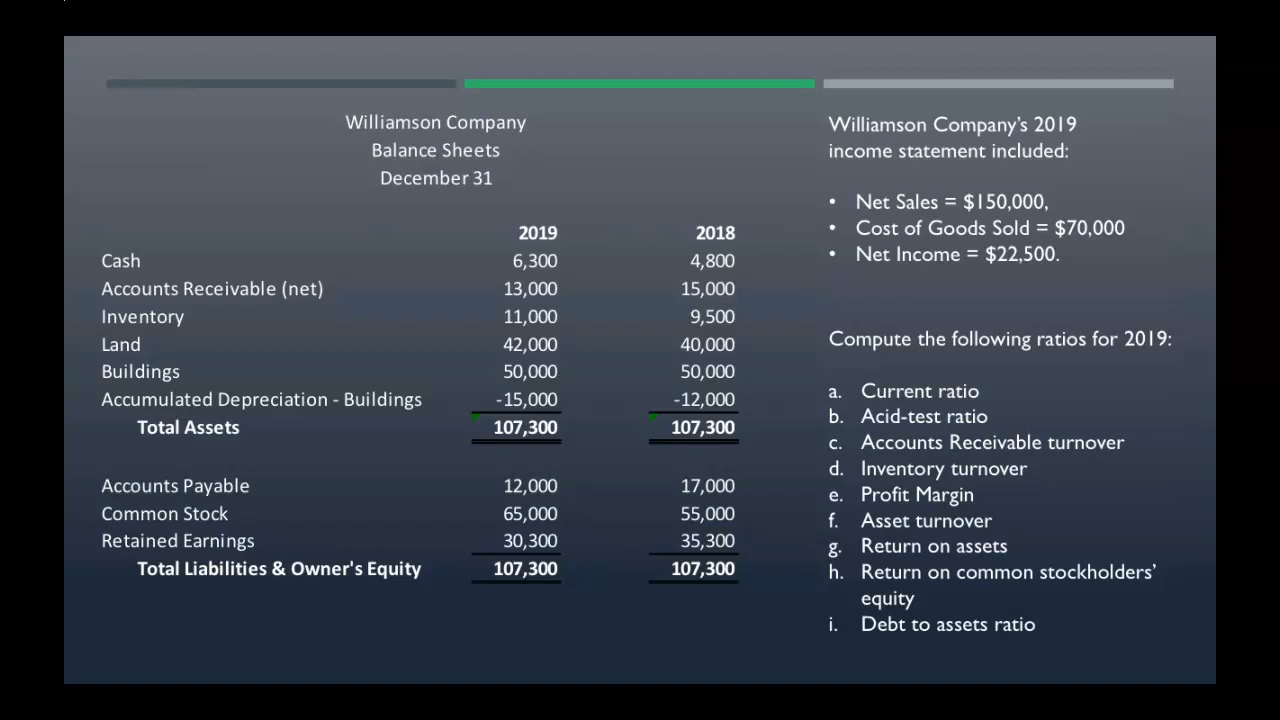 Williamson Company
Balance Sheets
December 31
2019 2018
Cash 6,300 4,800
Accounts Receivable (net) 13,000 15,000
Inventory 11,000 9,500
Land 42,000 40,000
Buildings 50,000 50,000
Accumulated Depreciation - Buildings -15,000 -12,000
Total Assets 107,300 107,300
Accounts Payable 12,000 17,000
Common Stock 65,000 55,000
Retained Earnings 30,300 35,300
Total Liabilities & Owner's Equity 107,300 107,300
Williamson Company's 2019
income statement included:
• Net Sales = $150,000,
• Cost of Goods Sold = $70,000
• Net Income = $22,500.
Compute the following ratios for 2019:
a. Current ratio
b. Acid-test ratio
c. Accounts Receivable turnover
d. Inventory turnover
e. Profit Margin
f. Asset turnover
g. Return on assets
h. Return on common stockholders'
equity
i. Debt to assets ratio